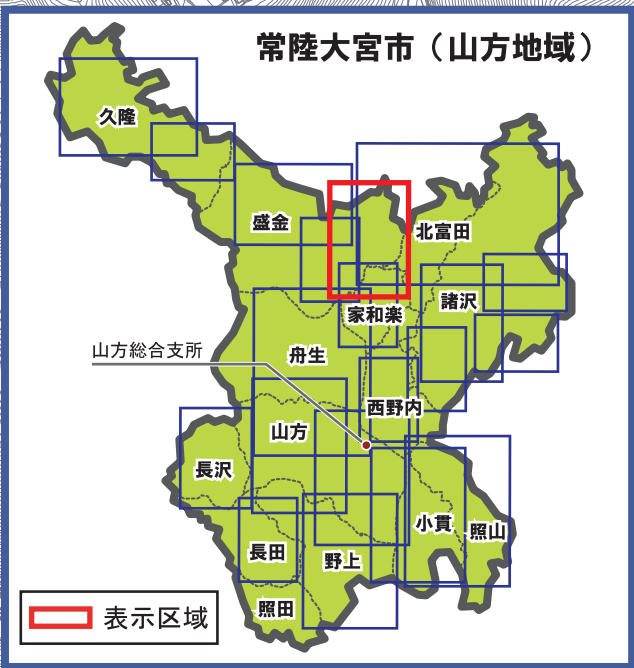 常陸大宮市（山方地域）
久隆
盛金
北富田
諸沢
家和楽
山方総合支所
舟生
西野内
山方
長沢
小貫
照山
長田
野上
照田
表示区域